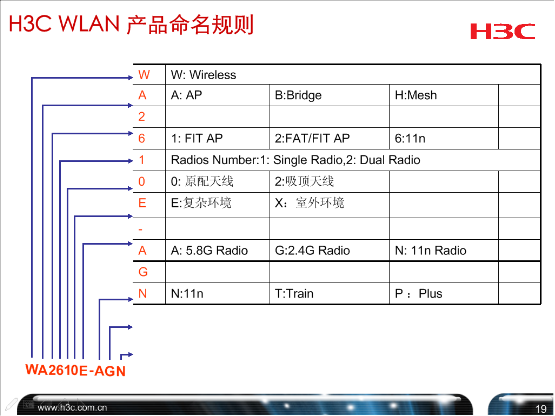 H3C WLAN 产品命名规则
H3C
W W: Wireless
A A: AP B:Bridge H:Mesh
2
6 1: FIT AP 2:FAT/FIT AP 6:11n
1 Radios Number:1: Single Radio,2: Dual Radio
0 0: 原配天线 2:吸顶天线
E E:复杂环境 X：室外环境
-
A A: 5.8G Radio G:2.4G Radio N: 11n Radio
G
N N:11n T:Train P：Plus
WA2610E-AGN
www.h3c.com.cn
19